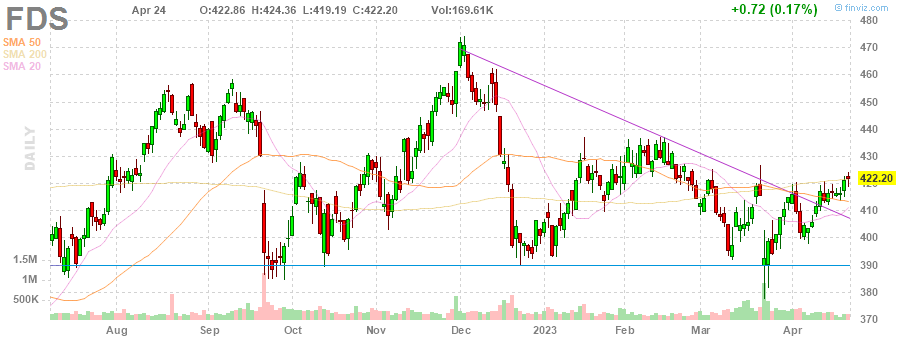 FDS
Apr 24 O:422.86 H:424.36 L:419.19 C:422.20 Vol:169.61K +0.72 (0.17%)
finviz.com
SMA 50
SMA 200
SMA 20
DAILY
480
470
460
450
440
430
420
422.20
410
400
390
380
370
1.5M
1M
500K
Aug Sep Oct Nov Dec 2023 Feb Mar Apr